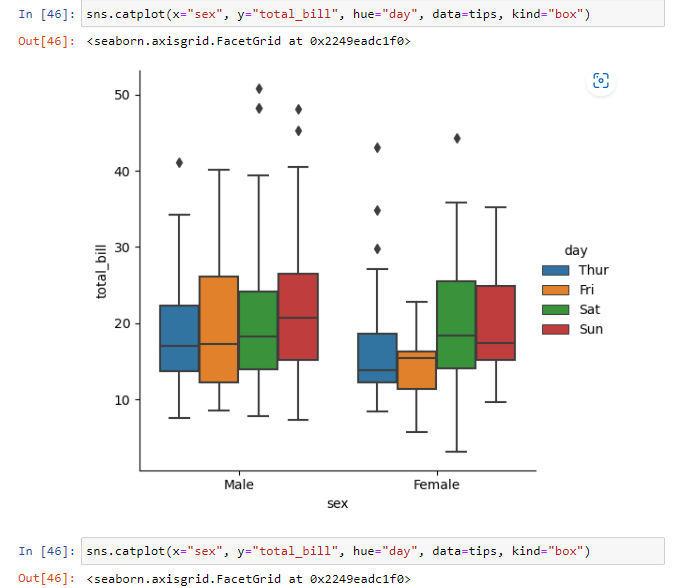 In [46]: sns.catplot(x="sex", y="total_bill", hue="day", data=tips, kind="box")
Out[46]: <seaborn.axisgrid.FacetGrid at 0x2249eadc1f0>
50
40
30
20
10
total_bill
day
Thur
Fri
Sat
Sun
Male Female
sex
In [46]: sns.catplot(x="sex", y="total_bill", hue="day", data=tips, kind="box")
Out[46]: <seaborn.axisgrid.FacetGrid at 0x2249eadc1f0>